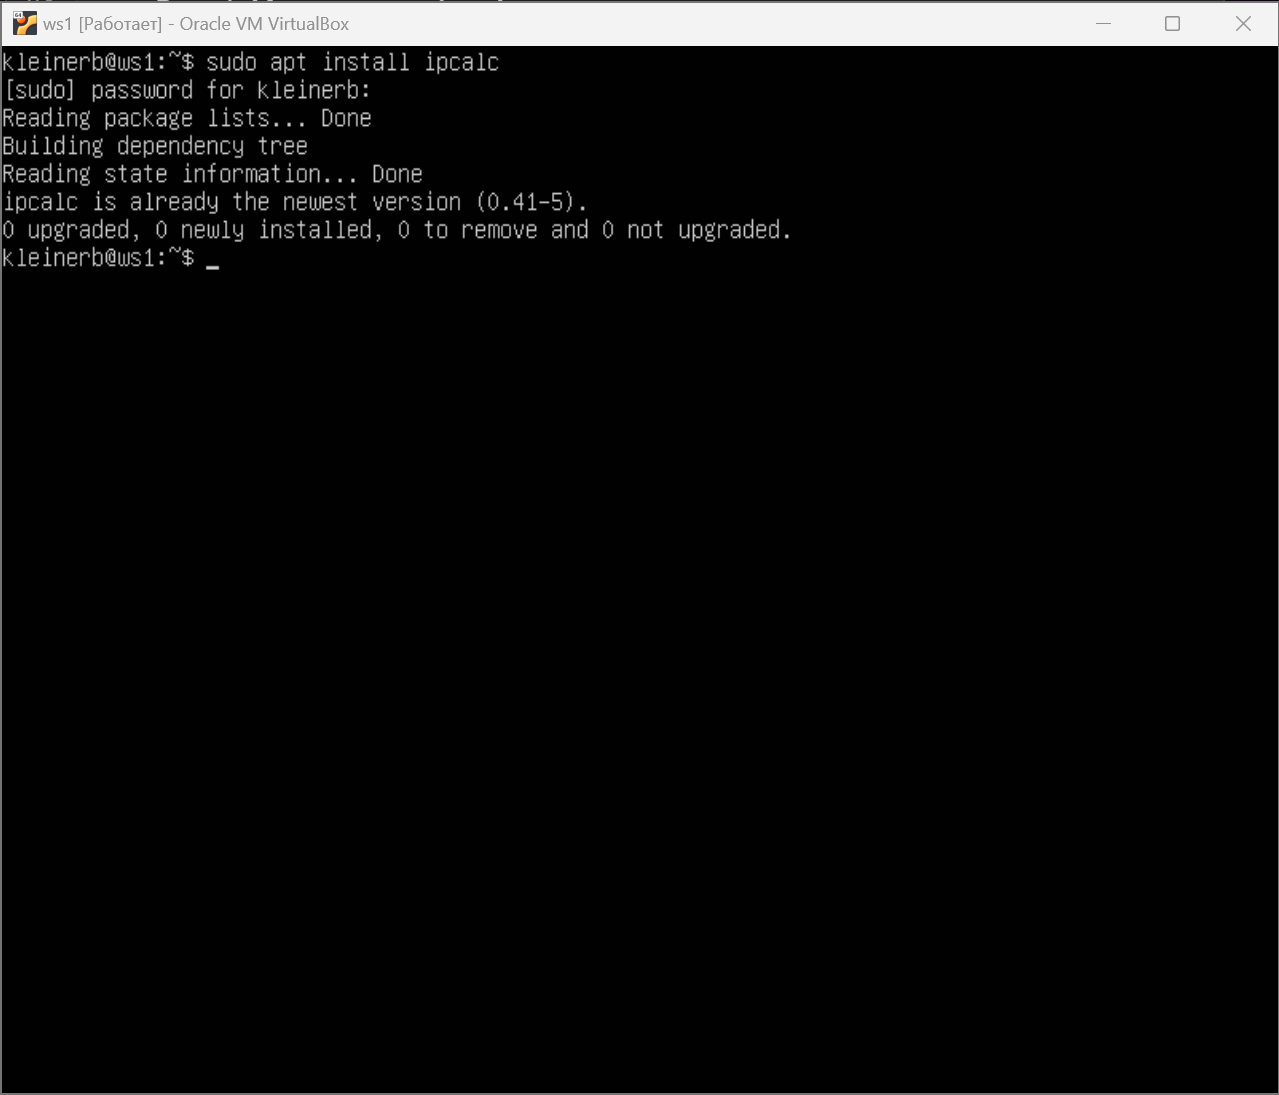 ws1 [Работает] - Oracle VM VirtualBox
kleinerb@ws1:~$ sudo apt install ipcalc
[sudo] password for kleinerb:
Reading package lists... Done
Building dependency tree
Reading state information... Done
ipcalc is already the newest version (0.41-5).
0 upgraded, 0 newly installed, 0 to remove and 0 not upgraded.
kleinerb@ws1:~$ _